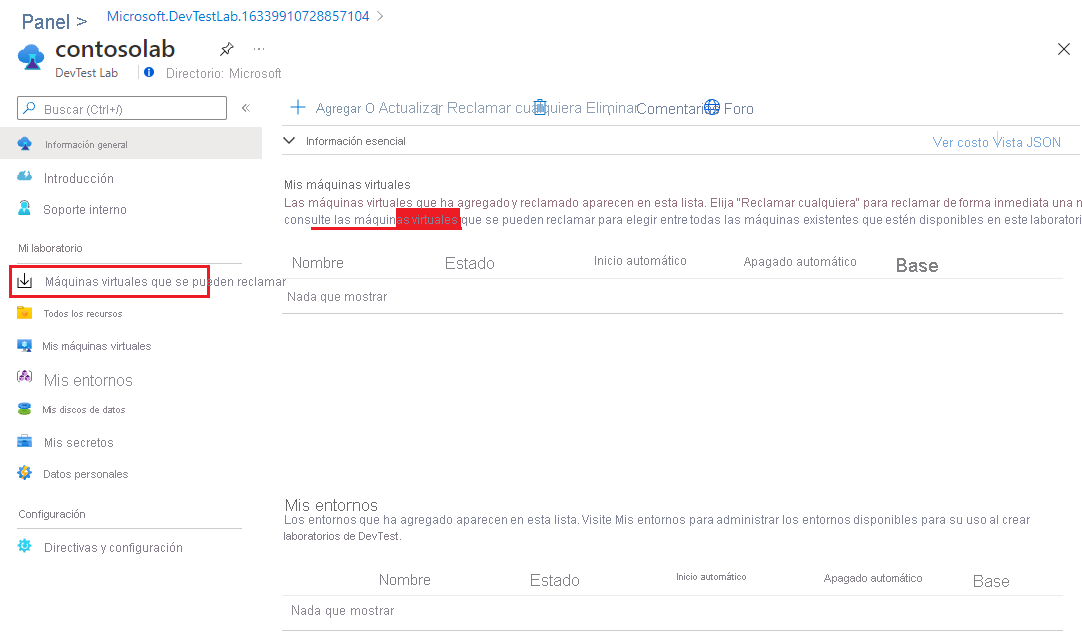 Panel > Microsoft.DevTestLab.16339910728857104 >
contosolab ...
DevTest Lab Directorio: Microsoft
Buscar (Ctrl+/) «
Agregar O Actualizar Reclamar cualquiera Eliminar Comentari Foro
Información general
Información esencial
Ver costo Vista JSON
Introducción
Soporte interno
Mi laboratorio
Máquinas virtuales que se pueden reclamar
Todos los recursos
Mis máquinas virtuales
Mis entornos
Mis discos de datos
Mis secretos
Datos personales
Configuración
Directivas y configuración
Mis máquinas virtuales
Las máquinas virtuales que ha agregado y reclamado aparecen en esta lista. Elija "Reclamar cualquiera" para reclamar de forma inmediata una
consulte las máquinas virtuales que se pueden reclamar para elegir entre todas las máquinas existentes que estén disponibles en este laboratori
Nombre Estado Inicio automático Apagado automático Base
Nada que mostrar
Mis entornos
Los entornos que ha agregado aparecen en esta lista. Visite Mis entornos para administrar los entornos disponibles para su uso al crear
laboratorios de DevTest.
Nombre Estado Inicio automático Apagado automático Base
Nada que mostrar